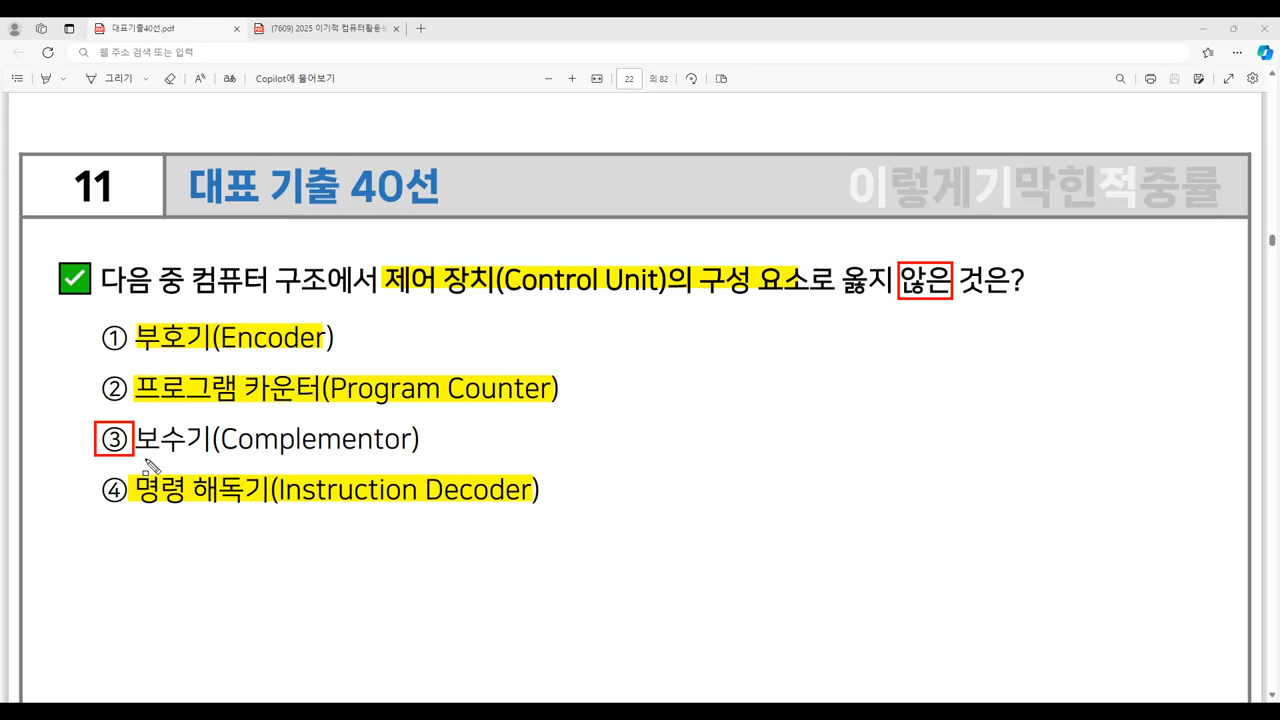 대표기출40선.pdf
(7609) 2025 이기적 컴퓨터활용능
웹 주소 검색 또는 입력
그리기
Copilot에 물어보기
22
의 82
11
대표 기출 40선
이렇게기막힌적중률
다음 중 컴퓨터 구조에서 제어 장치(Control Unit)의 구성 요소로 옳지 않은 것은?
① 부호기(Encoder)
② 프로그램 카운터(Program Counter)
③ 보수기(Complementor)
④ 명령 해독기(Instruction Decoder)